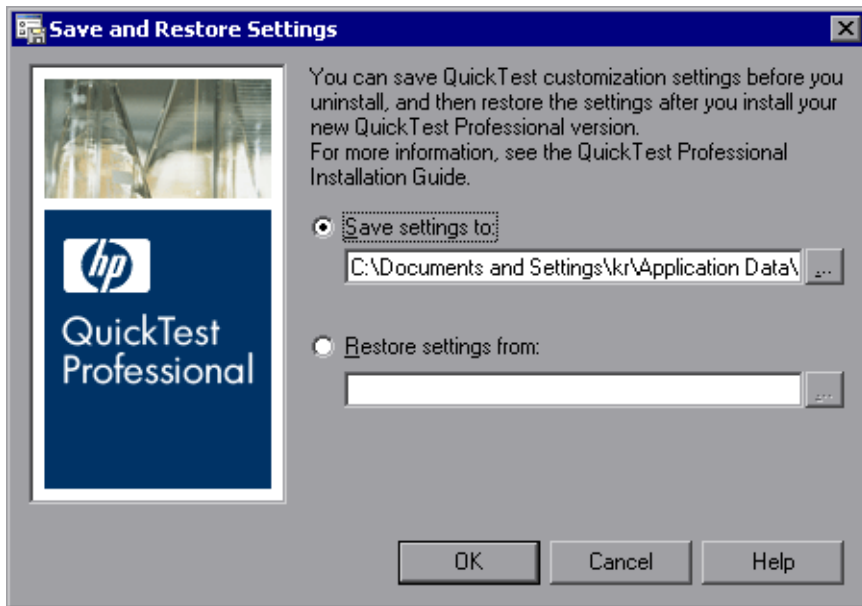 Save and Restore Settings
You can save QuickTest customization settings before you
uninstall, and then restore the settings after you install your
new QuickTest Professional version.
For more information, see the QuickTest Professional
Installation Guide.
Save settings to:
C:\Documents and Settings\kr\Application Data\
...
hp
QuickTest
Professional
Restore settings from:
...
OK
Cancel
Help